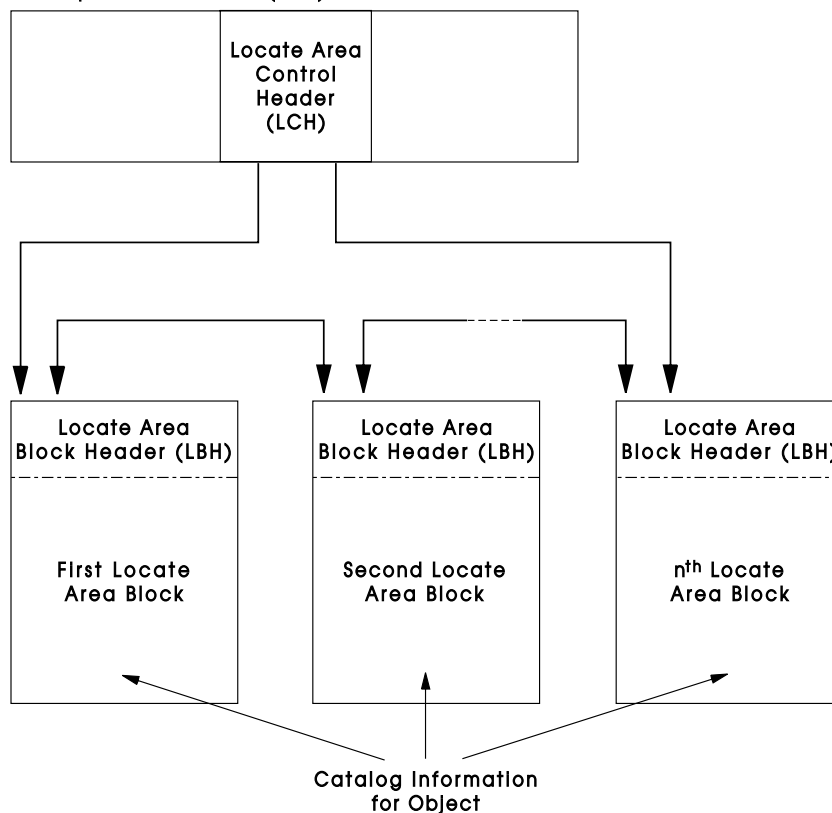 Locate Area
Control
Header
(LCH)
Locate Area
Block Header (LBH)
Locate Area
Block Header (LBH)
Locate Area
Block Header (LBH)
First Locate
Area Block
Second Locate
Area Block
nth Locate
Area Block
Catalog Information
for Object